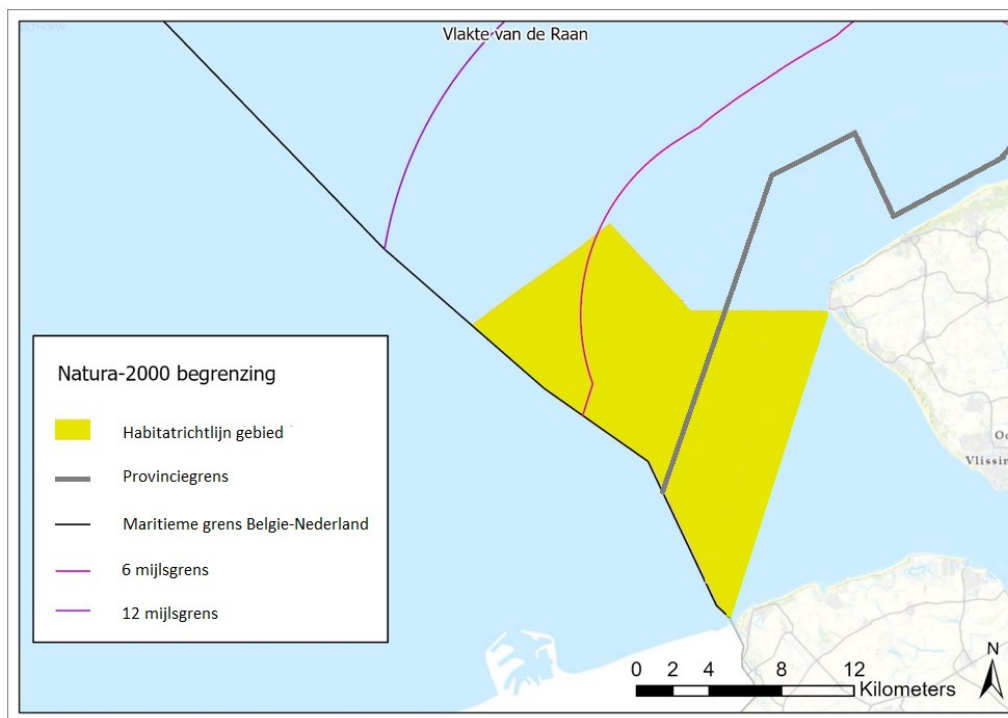 Vlakte van de Raan
Natura-2000 begrenzing
Habitatrichtlijn gebied
Provinciegrens
Maritieme grens Belgie-Nederland
6 mijlsgrens
12 mijlsgrens
Vlissin
N
0 2 4 8 12
Kilometers